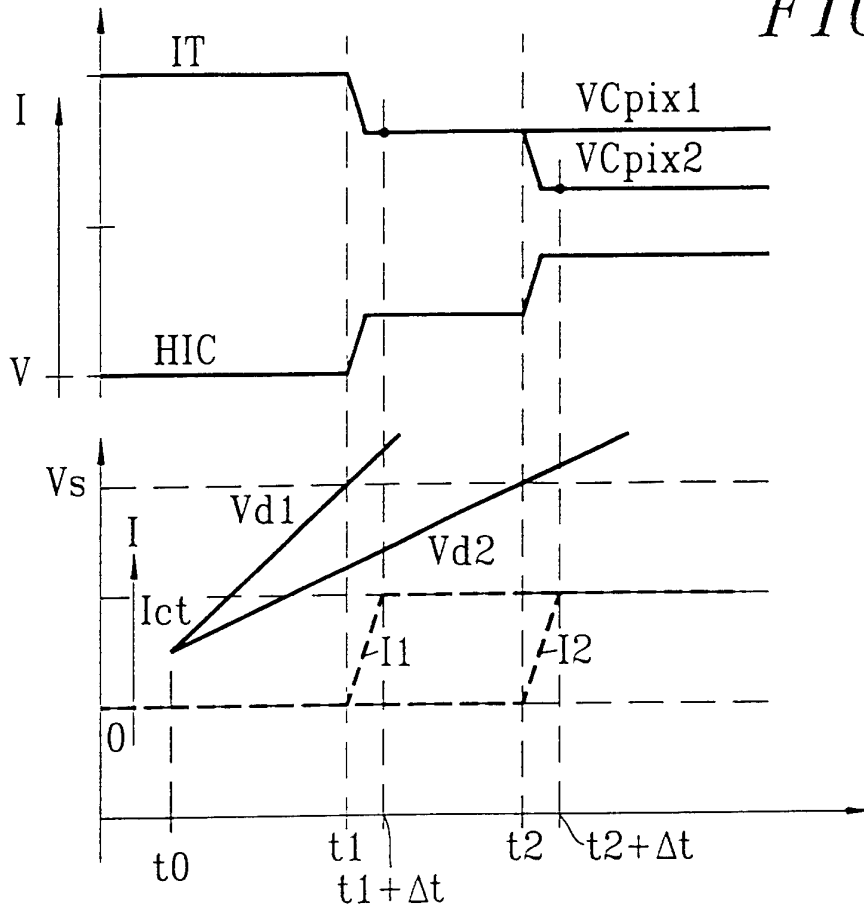 FIG
IT
I
VCpix1
VCpix2
HIC
V
Vs
Vd1
I
Vd2
Ict
I1
I2
0
t0
t1
t2
t2+Δt
t1+Δt